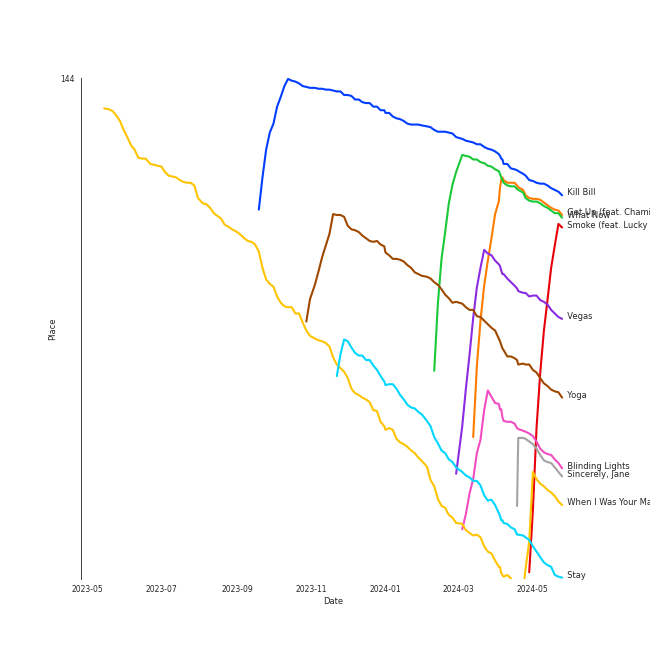 144
Kill Bill
Get Up (feat. Chami
What Now
Smoke (feat. Lucky
Vegas
Place
Yoga
Blinding Lights
Sincerely, Jane
When I Was Your Ma
Stay
2023-05 2023-07 2023-09 2023-11 2024-01 2024-03 2024-05
Date